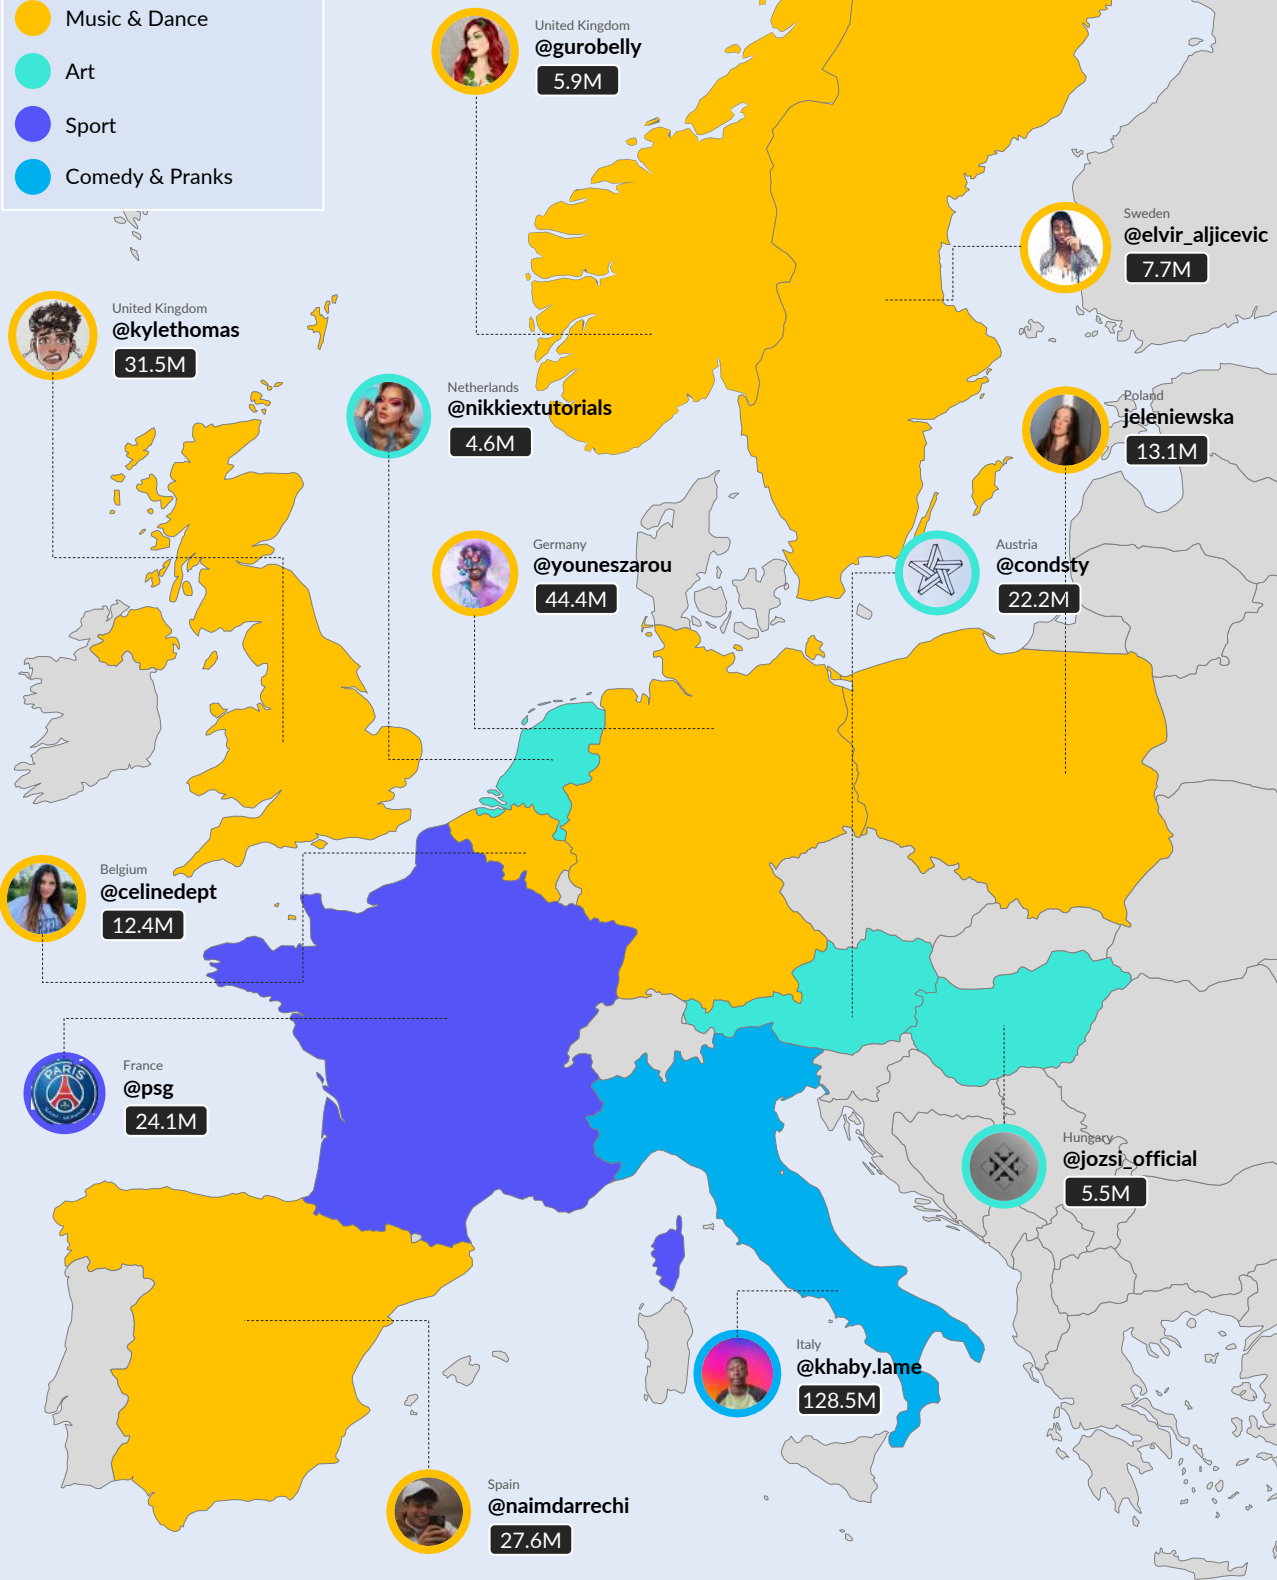 Music & Dance
Art
Sport
Comedy & Pranks
United Kingdom
@gurobelly
5.9M
Sweden
@elvir_aljicevic
7.7M
United Kingdom
@kylethomas
31.5M
Netherlands
@nikkiextutorials
4.6M
Poland
jeleniewska
13.1M
Germany
@youneszarou
44.4M
Austria
@condsty
22.2M
Belgium
@celinedept
12.4M
France
@psg
24.1M
PARIS
SAINT-GERMAIN
Hungary
@jozsi_official
5.5M
Italy
@khaby.lame
128.5M
Spain
@naimdarrechi
27.6M